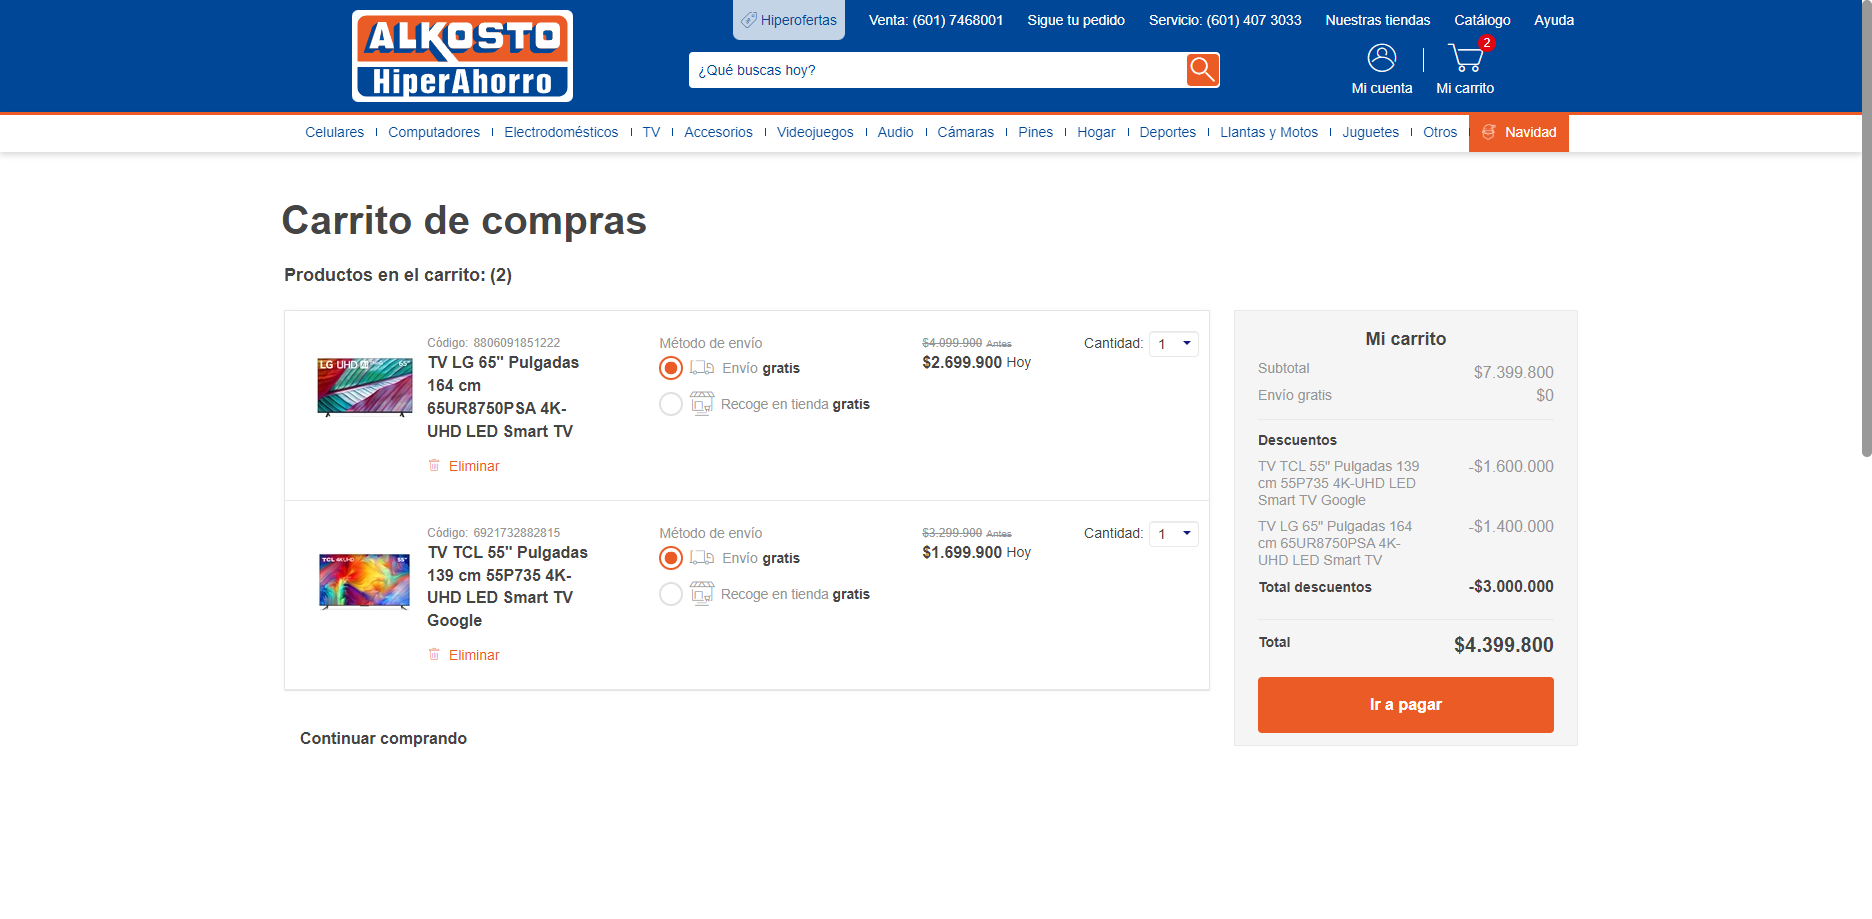 ALKOSTO
HiperAhorro
Hiperofertas
Venta: (601) 7468001
Sigue tu pedido
Servicio: (601) 407 3033
Nuestras tiendas
Catálogo
Ayuda
¿Qué buscas hoy?
Mi cuenta
2
Mi carrito
Celulares
Computadores
Electrodomésticos
TV
Accesorios
Videojuegos
Audio
Cámaras
Pines
Hogar
Deportes
Llantas y Motos
Juguetes
Otros
Navidad
Carrito de compras
Productos en el carrito: (2)
LG UHD
65"
Código: 8806091851222
TV LG 65" Pulgadas
164 cm
65UR8750PSA 4K-
UHD LED Smart TV
Eliminar
Método de envío
Envío gratis
Recoge en tienda gratis
$4.099.900 Antes
$2.699.900 Hoy
Cantidad: 1
TCL 4K UHD
55"
Código: 6921732882815
TV TCL 55" Pulgadas
139 cm 55P735 4K-
UHD LED Smart TV
Google
Eliminar
Método de envío
Envío gratis
Recoge en tienda gratis
$3.299.900 Antes
$1.699.900 Hoy
Cantidad: 1
Continuar comprando
Mi carrito
Subtotal $7.399.800
Envío gratis $0
Descuentos
TV TCL 55" Pulgadas 139 -$1.600.000
cm 55P735 4K-UHD LED
Smart TV Google
TV LG 65" Pulgadas 164 -$1.400.000
cm 65UR8750PSA 4K-
UHD LED Smart TV
Total descuentos -$3.000.000
Total $4.399.800
Ir a pagar